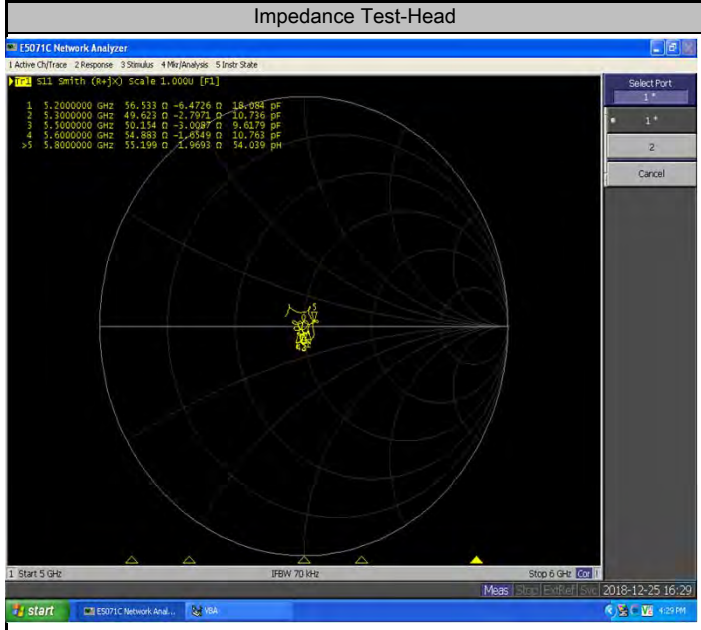 Impedance Test-Head
E5071C Network Analyzer
1 Active Ch/Trace 2 Response 3 Stimulus 4 Mkr/Analysis 5 Instr State
Tr1 S11 Smith (R+jX) Scale 1.000U [F1]
1 5.2000000 GHz 56.533 Ω -6.4726 Ω 18.084 pF
2 5.3000000 GHz 49.623 Ω -2.7971 Ω 10.736 pF
3 5.5000000 GHz 50.154 Ω -3.0087 Ω 9.6179 pF
4 5.6000000 GHz 54.883 Ω -1.6549 Ω 10.763 pF
>5 5.8000000 GHz 55.199 Ω 1.9693 Ω 54.039 pH
Select Port
1 *
1 *
2
Cancel
5
1 Start 5 GHz IFBW 70 kHz Stop 6 GHz Cor !
Meas Stop ExtRef Svc 2018-12-25 16:29
start E5071C Network Anal... VBA 4:29 PM